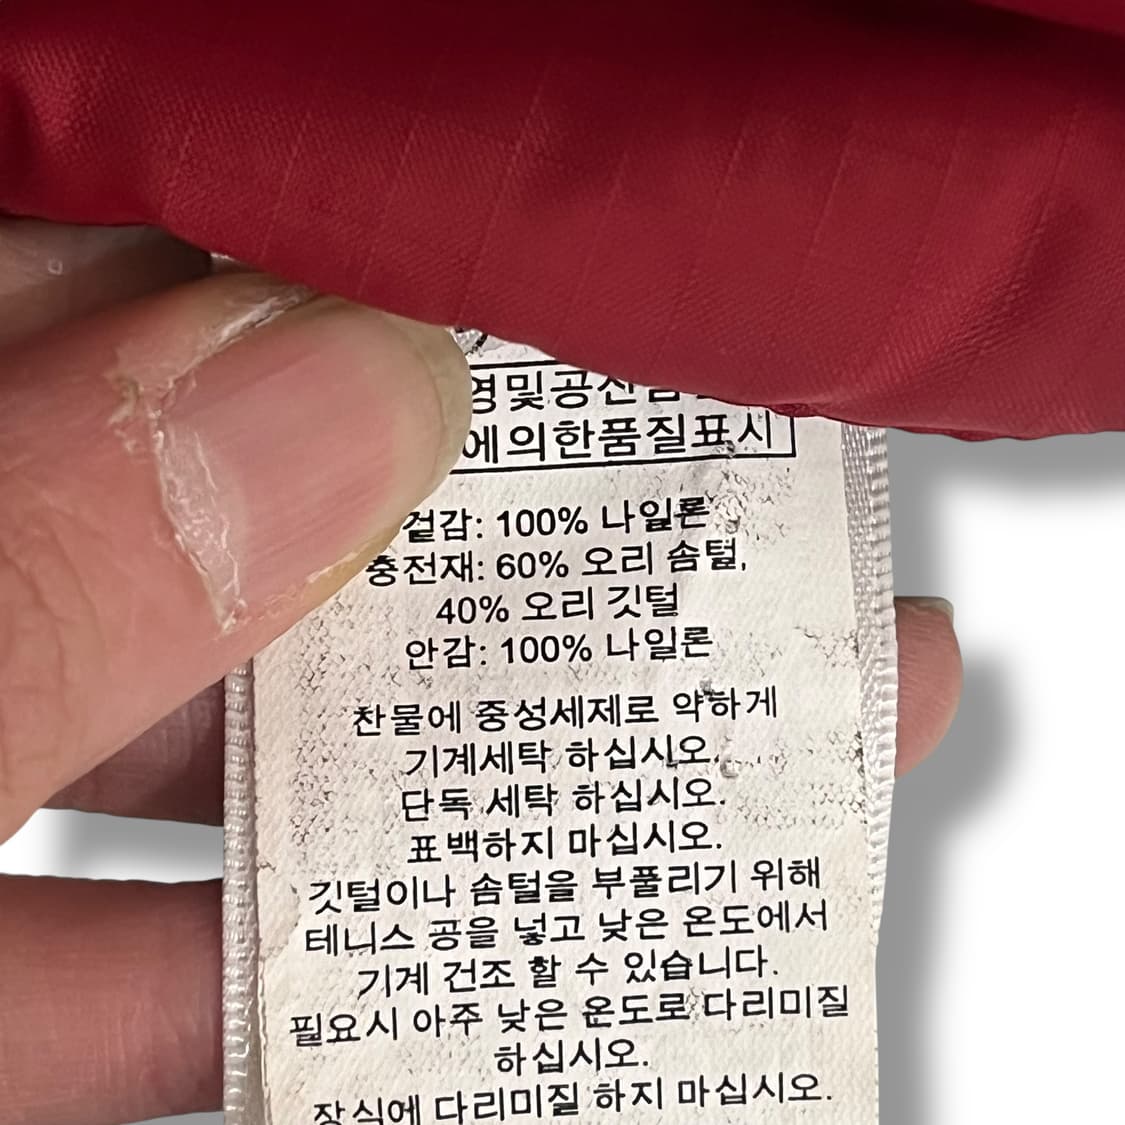 영및공산품
에의한품질표시
겉감: 100% 나일론
충전재: 60% 오리 솜털,
40% 오리 깃털
안감: 100% 나일론
찬물에 중성세제로 약하게
기계세탁 하십시오.
단독 세탁 하십시오.
표백하지 마십시오.
깃털이나 솜털을 부풀리기 위해
테니스 공을 넣고 낮은 온도에서
기계 건조 할 수 있습니다.
필요시 아주 낮은 온도로 다리미질
하십시오.
장식에 다리미질 하지 마십시오.